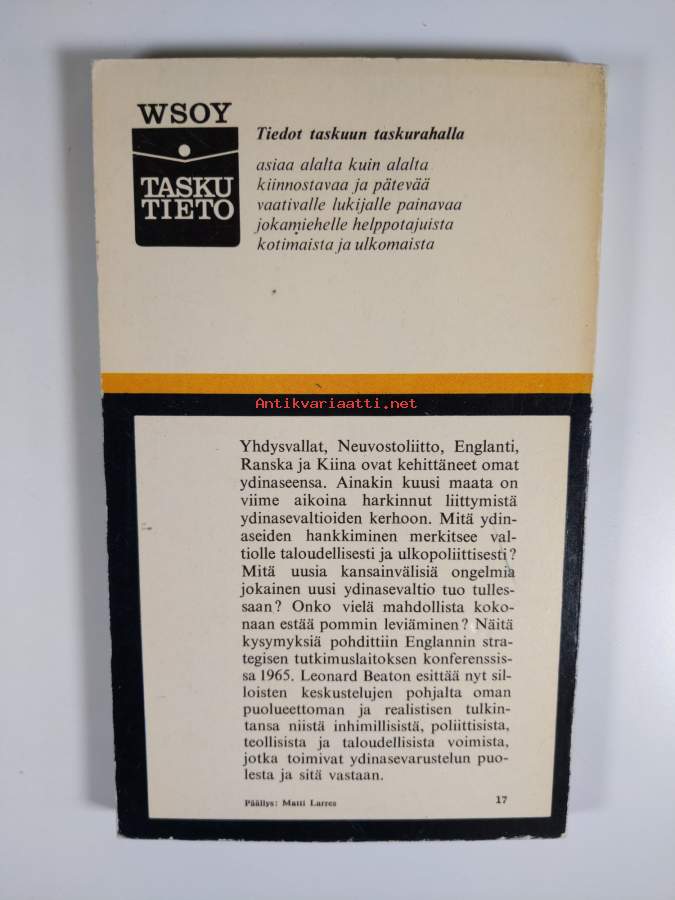 WSOY
TASKU
TIETO
Tiedot taskuun taskurahalla
asiaa alalta kuin alalta
kiinnostavaa ja pätevää
vaativalle lukijalle painavaa
jokamiehelle helppotajuista
kotimaista ja ulkomaista
Antikvariaatti.net
Yhdysvallat, Neuvostoliitto, Englanti,
Ranska ja Kiina ovat kehittäneet omat
ydinaseensa. Ainakin kuusi maata on
viime aikoina harkinnut liittymistä
ydinasevaltioiden kerhoon. Mitä ydin-
aseiden hankkiminen merkitsee val-
tiolle taloudellisesti ja ulkopoliittisesti?
Mitä uusia kansainvälisiä ongelmia
jokainen uusi ydinasevaltio tuo tulles-
saan? Onko vielä mahdollista koko-
naan estää pommin leviäminen? Näitä
kysymyksiä pohdittiin Englannin stra-
tegisen tutkimuslaitoksen konferenssis-
sa 1965. Leonard Beaton esittää nyt sil-
loisten keskustelujen pohjalta oman
puolueettoman ja realistisen tulkin-
tansa niistä inhimillisistä, poliittisista,
teollisista ja taloudellisista voimista,
jotka toimivat ydinasevarustelun puo-
lesta ja sitä vastaan.
Päällys: Matti Larres 17